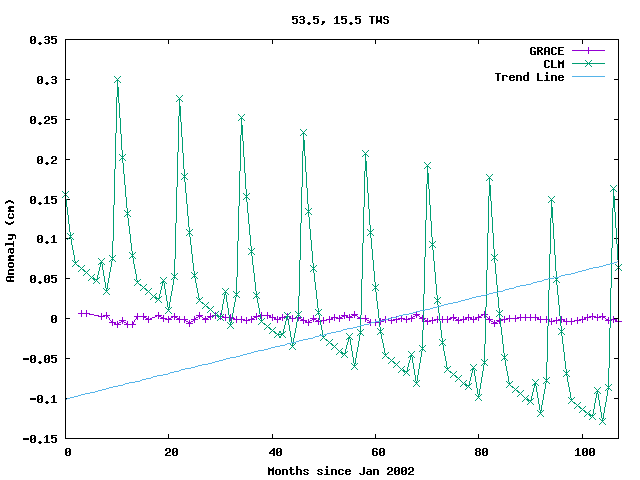 53.5, 15.5 TWS
GRACE
CLM
Trend Line
0.35
0.3
0.25
0.2
0.15
0.1
0.05
0
-0.05
-0.1
-0.15
Anomaly (cm)
0 20 40 60 80 100
Months since Jan 2002